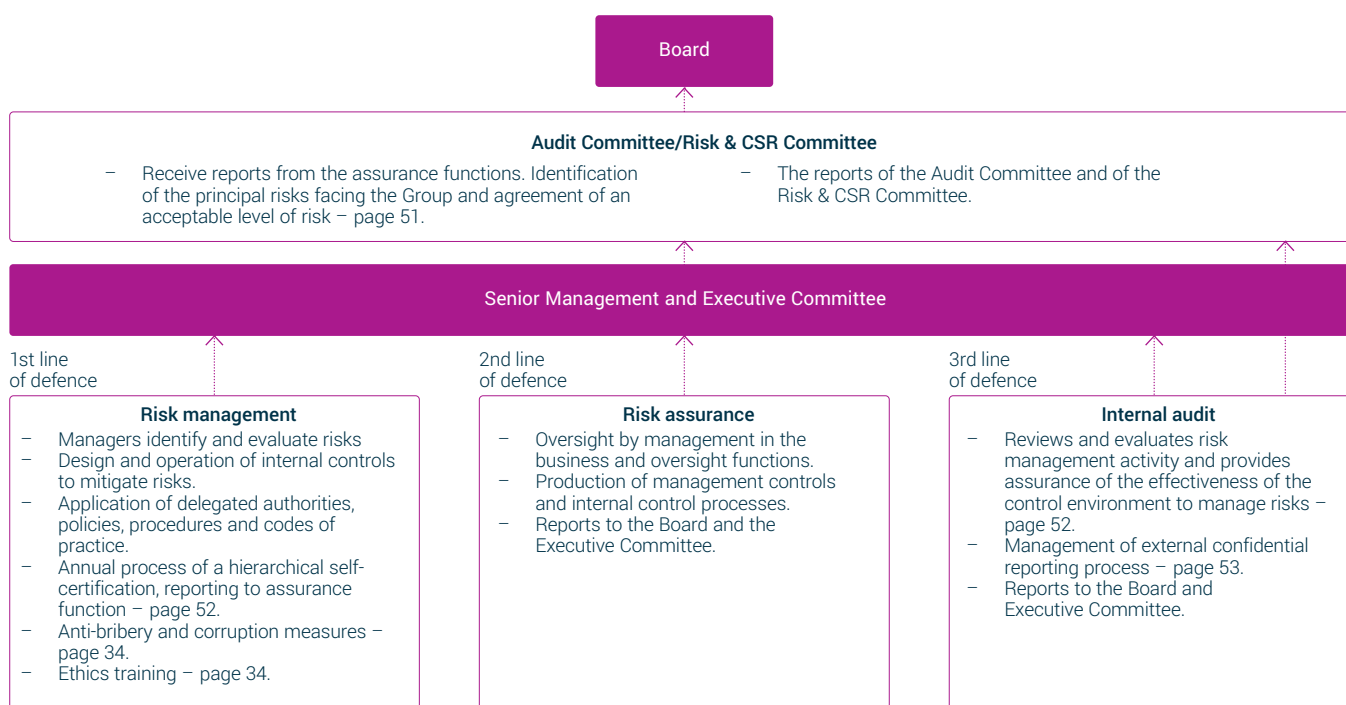 Board
Audit Committee/Risk & CSR Committee
– Receive reports from the assurance functions. Identification
of the principal risks facing the Group and agreement of an
acceptable level of risk – page 51.
– The reports of the Audit Committee and of the
Risk & CSR Committee.
Senior Management and Executive Committee
1st line
of defence
Risk management
– Managers identify and evaluate risks
– Design and operation of internal controls
to mitigate risks.
– Application of delegated authorities,
policies, procedures and codes of
practice.
– Annual process of a hierarchical self-
certification, reporting to assurance
function – page 52.
– Anti-bribery and corruption measures –
page 34.
– Ethics training – page 34.
2nd line
of defence
Risk assurance
– Oversight by management in the
business and oversight functions.
– Production of management controls
and internal control processes.
– Reports to the Board and the
Executive Committee.
3rd line
of defence
Internal audit
– Reviews and evaluates risk
management activity and provides
assurance of the effectiveness of the
control environment to manage risks –
page 52.
– Management of external confidential
reporting process – page 53.
– Reports to the Board and
Executive Committee.